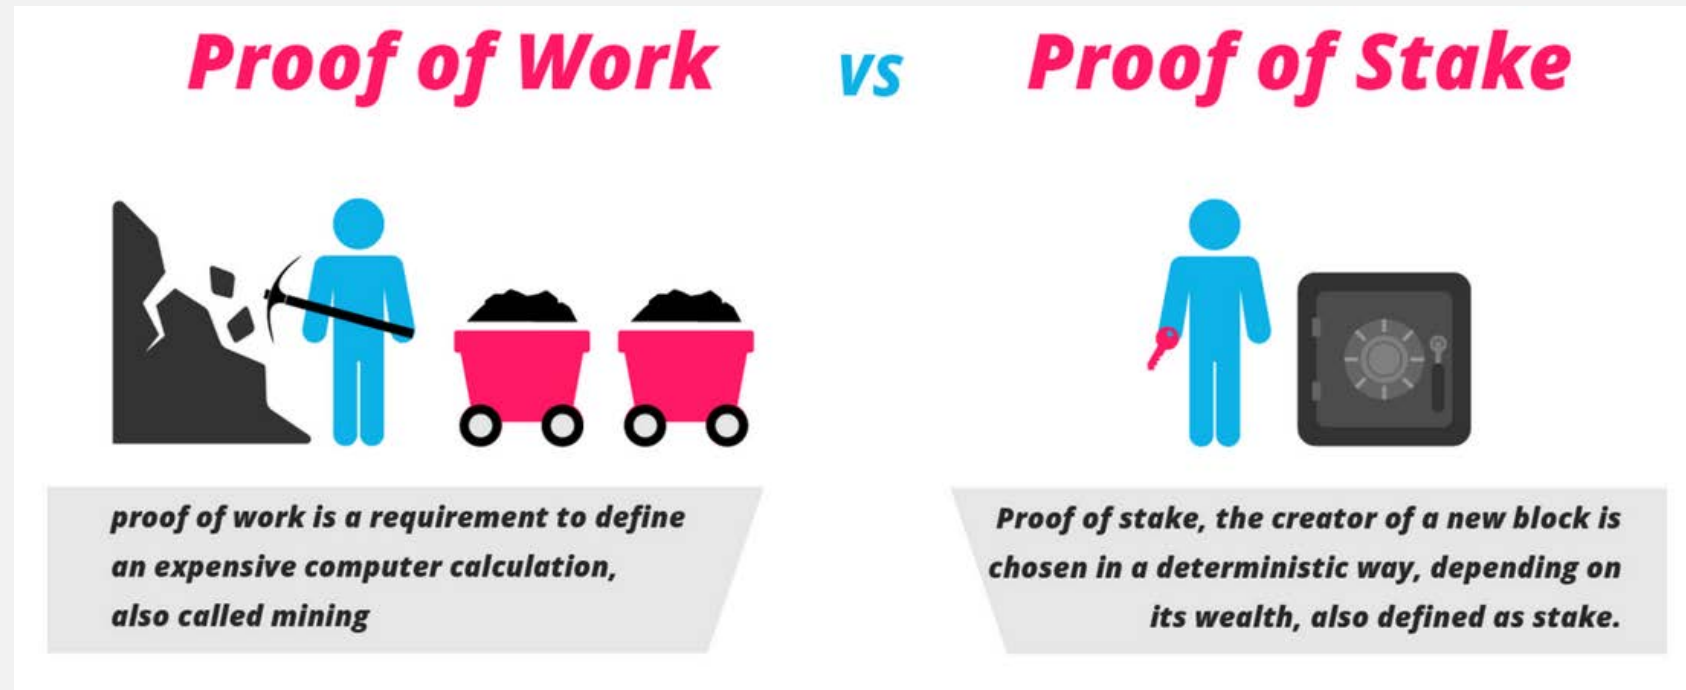 Proof of Work vs Proof of Stake
proof of work is a requirement to define
an expensive computer calculation,
also called mining
Proof of stake, the creator of a new block is
chosen in a deterministic way, depending on
its wealth, also defined as stake.